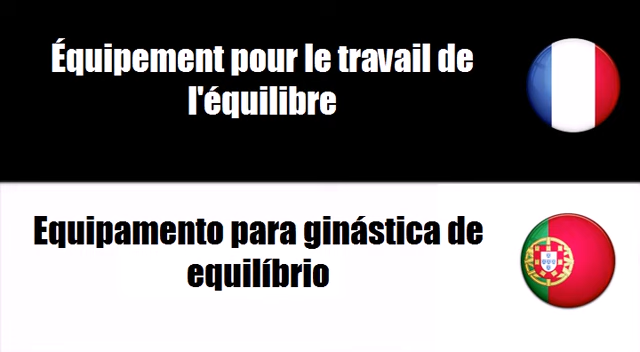 Équipement pour le travail de
l'équilibre
Equipamento para ginástica de
equilíbrio